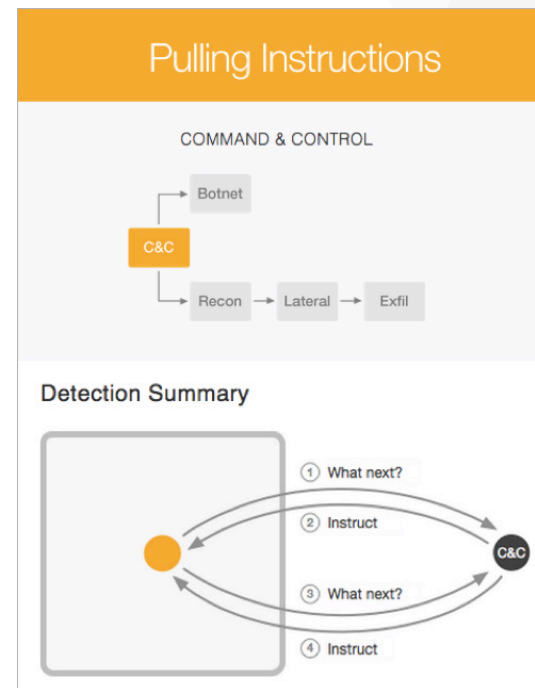 Pulling Instructions
COMMAND & CONTROL
Botnet
C&C
Recon
Lateral
Exfil
Detection Summary
1 What next?
2 Instruct
C&C
3 What next?
4 Instruct